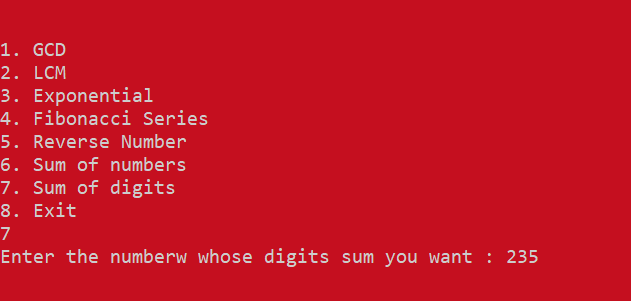 1. GCD
2. LCM
3. Exponential
4. Fibonacci Series
5. Reverse Number
6. Sum of numbers
7. Sum of digits
8. Exit
7
Enter the numberw whose digits sum you want : 235